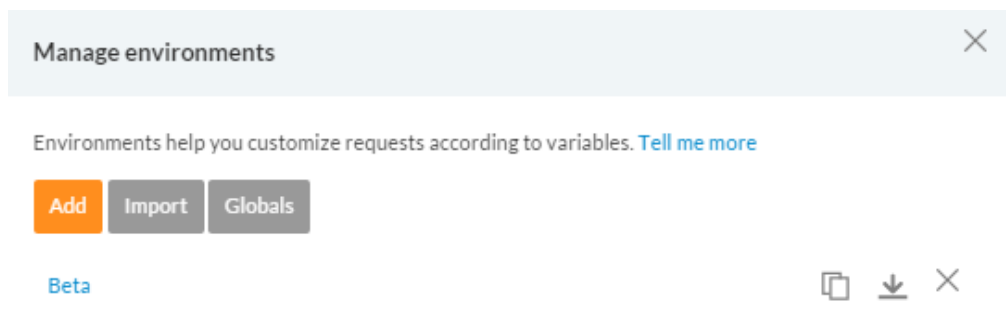 Manage environments
Environments help you customize requests according to variables. Tell me more
Add Import Globals
Beta